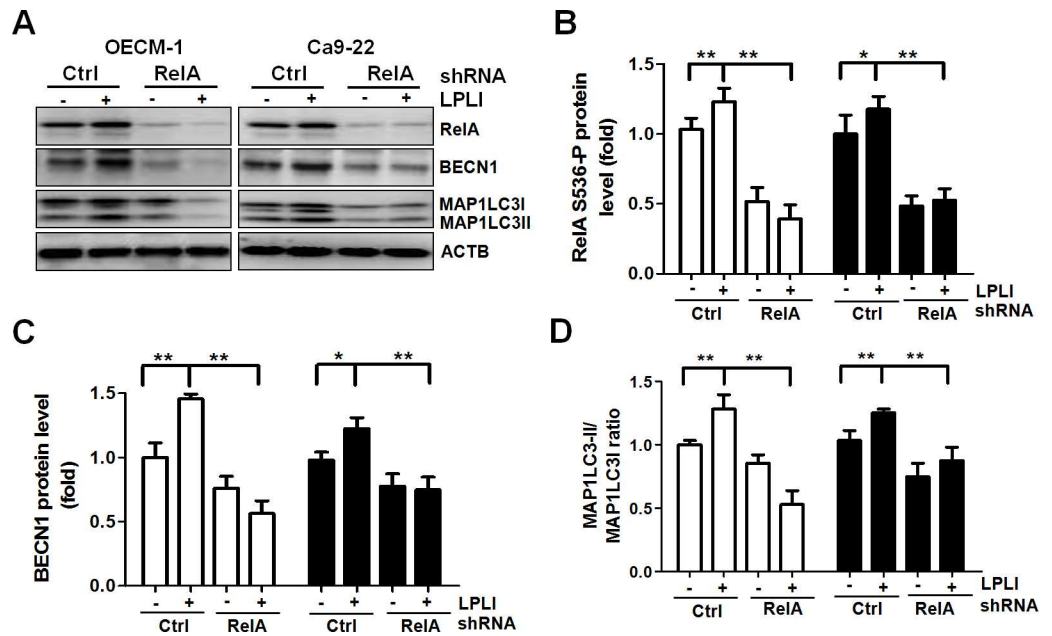 A
OECM-1 Ca9-22
Ctrl RelA Ctrl RelA shRNA
- + - + - + - + LPLI
RelA
BECN1
MAP1LC3I
MAP1LC3II
ACTB
B
** ** * **
RelA S536-P protein
level (fold)
1.5
1.0
0.5
0.0
- + - + - + - + LPLI
Ctrl RelA Ctrl RelA shRNA
C
** ** * **
BECN1 protein level
(fold)
1.5
1.0
0.5
0.0
- + - + - + - + LPLI
Ctrl RelA Ctrl RelA shRNA
D
** ** ** **
MAP1LC3-II/
MAP1LC3I ratio
1.5
1.0
0.5
0.0
- + - + - + - + LPLI
Ctrl RelA Ctrl RelA shRNA